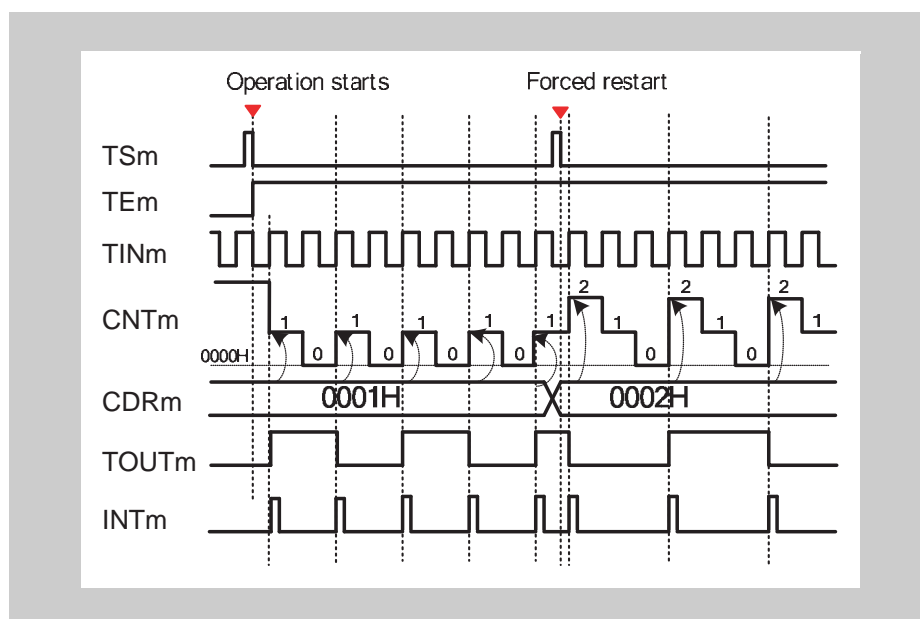 Operation starts Forced restart
TSm
TEm
TINm
2 2 2
CNTm 1 1 1 1 1 1 1 1
0000H 0 0 0 0 0 0
CDRm 0001H 0002H
TOUTm
INTm